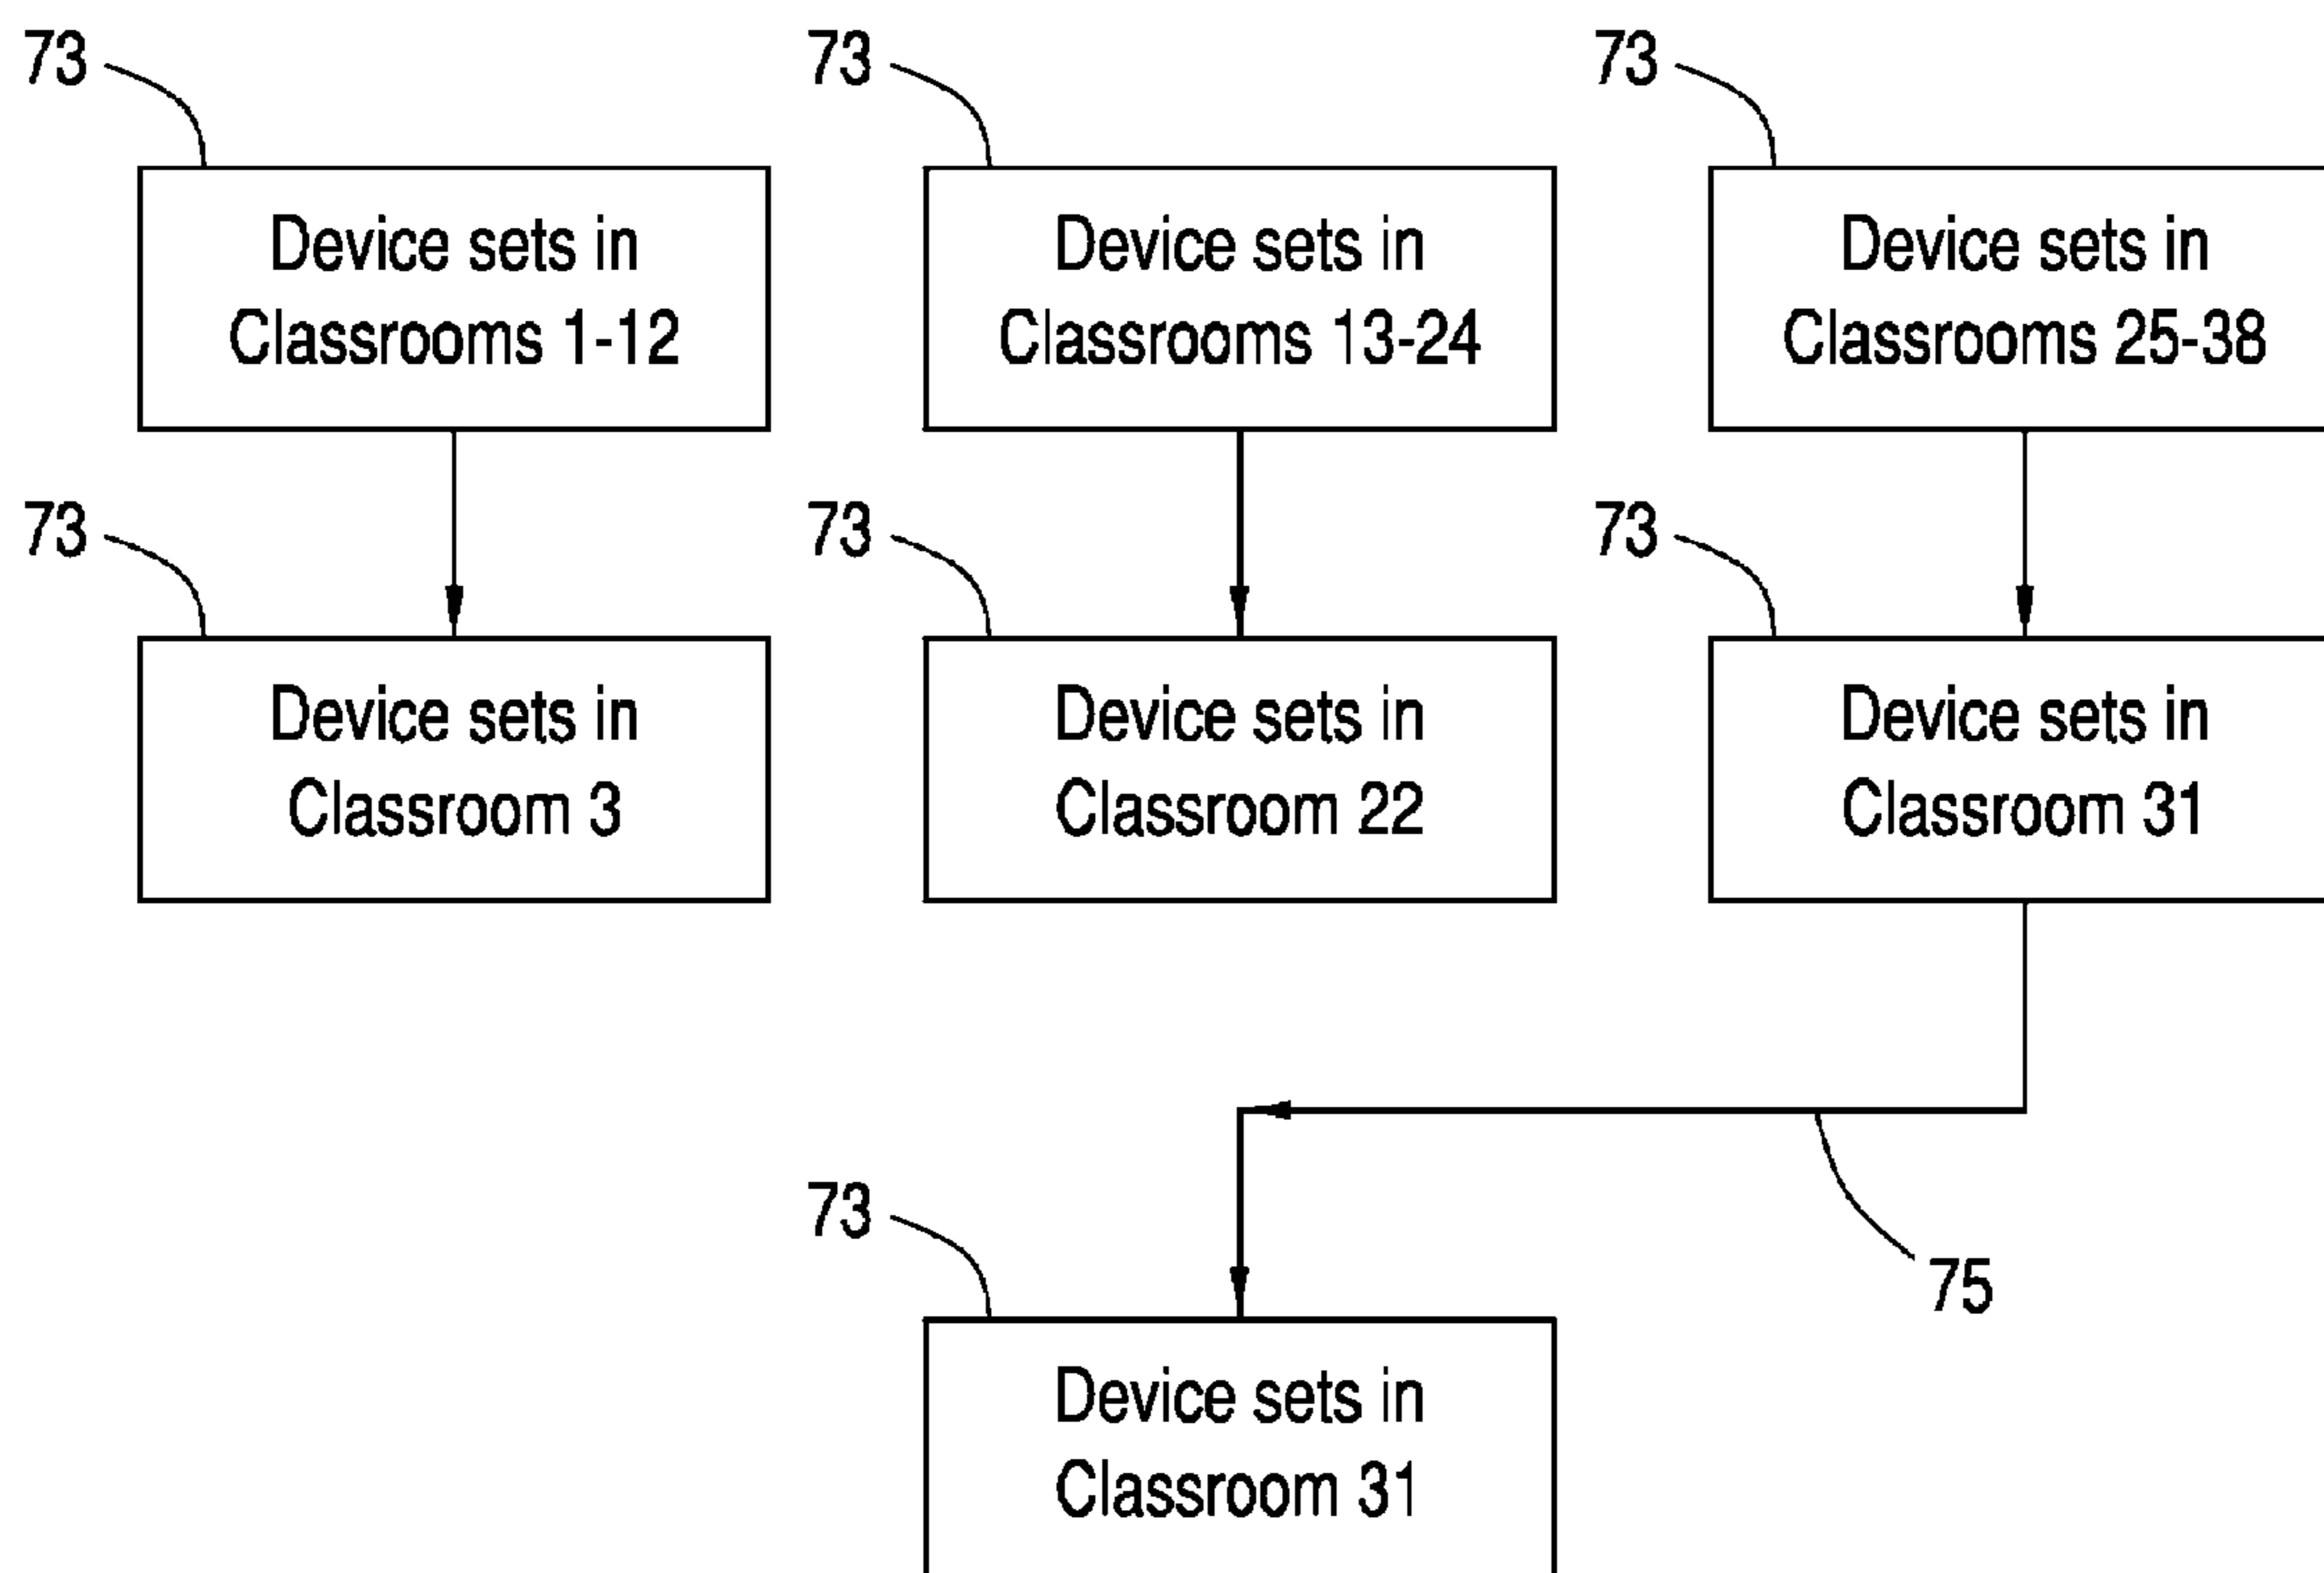 73
73
73
Device sets in
Classrooms 1-12
Device sets in
Classrooms 13-24
Device sets in
Classrooms 25-38
73
73
73
Device sets in
Classroom 3
Device sets in
Classroom 22
Device sets in
Classroom 31
73
75
Device sets in
Classroom 31